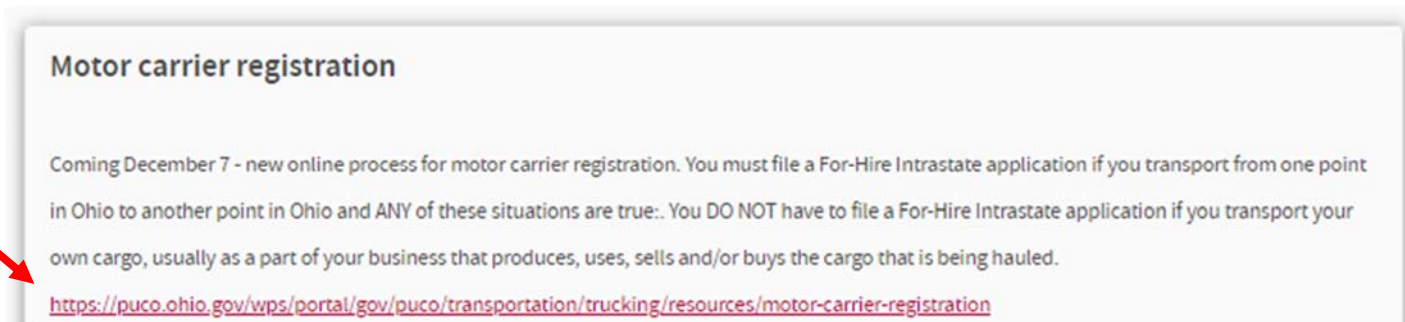 Motor carrier registration
Coming December 7 - new online process for motor carrier registration. You must file a For-Hire Intrastate application if you transport from one point
in Ohio to another point in Ohio and ANY of these situations are true:. You DO NOT have to file a For-Hire Intrastate application if you transport your
own cargo, usually as a part of your business that produces, uses, sells and/or buys the cargo that is being hauled.
https://puco.ohio.gov/wps/portal/gov/puco/transportation/trucking/resources/motor-carrier-registration